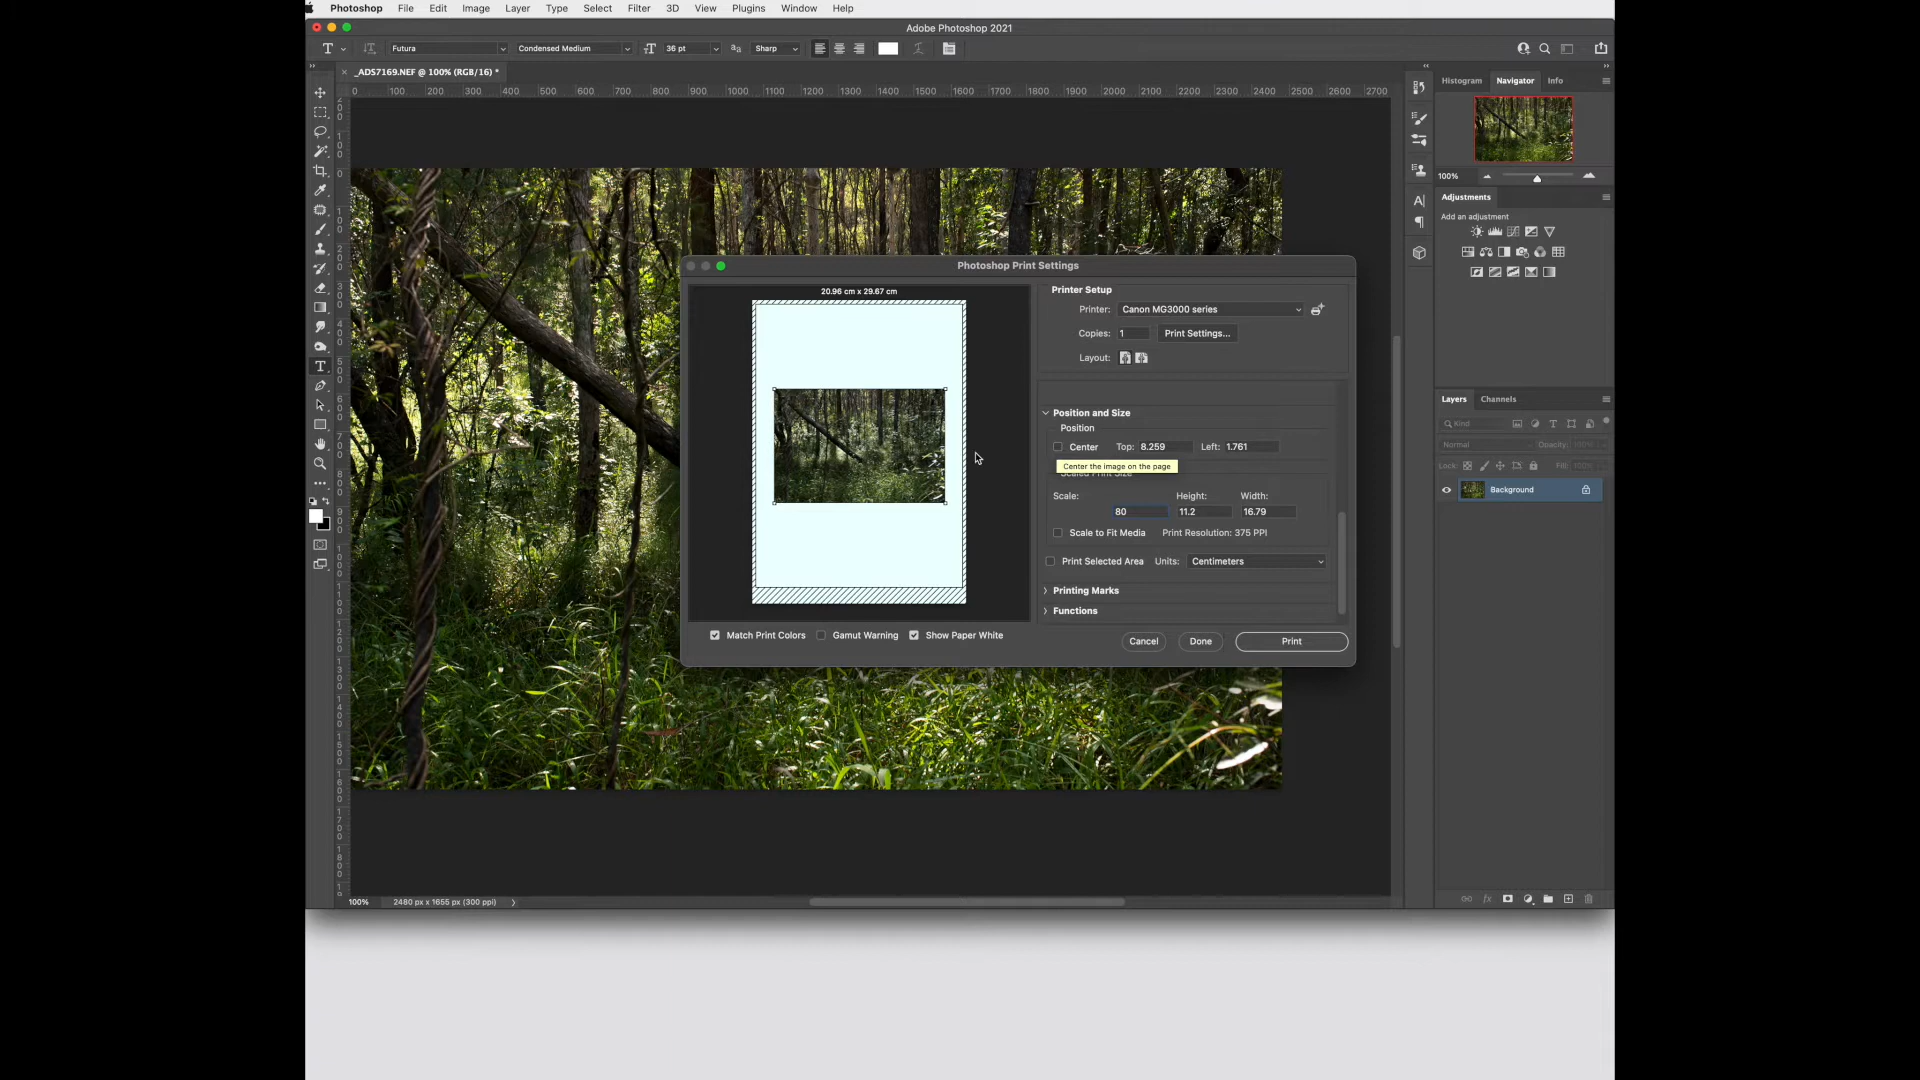 Photoshop File Edit Image Layer Type Select Filter 3D View Plugins Window Help
Adobe Photoshop 2021
T Futura Condensed Medium 36 pt Sharp
_ADS7169.NEF @ 100% (RGB/16) *
Histogram Navigator Info
0 100 200 300 400 500 600 700 800 900 1000 1100 1200 1300 1400 1500 1600 1700 1800 1900 2000 2100 2200 2300 2400 2500 2600 2700
100%
Adjustments
Add an adjustment
Photoshop Print Settings
20.96 cm x 29.67 cm
Printer Setup
Printer: Canon MG3000 series
Copies: 1 Print Settings...
Layout:
Position and Size
Position
Center Top: 8.259 Left: 1.761
Center the image on the page
Scaled Print Size
Scale: Height: Width:
80 11.2 16.79
Scale to Fit Media Print Resolution: 375 PPI
Print Selected Area Units: Centimeters
Printing Marks
Functions
Match Print Colors Gamut Warning Show Paper White
Cancel Done Print
Layers Channels
Kind
Normal Opacity: 100%
Lock: Fill: 100%
Background
100% 2480 px x 1655 px (300 ppi)